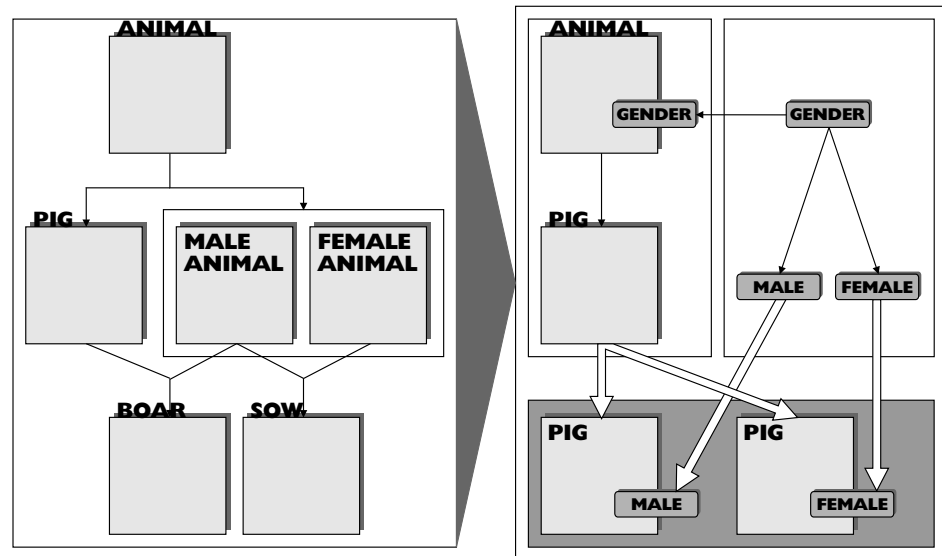 ANIMAL
PIG
MALE
ANIMAL
FEMALE
ANIMAL
BOAR
SOW
ANIMAL
GENDER
GENDER
PIG
MALE
FEMALE
PIG
PIG
MALE
FEMALE